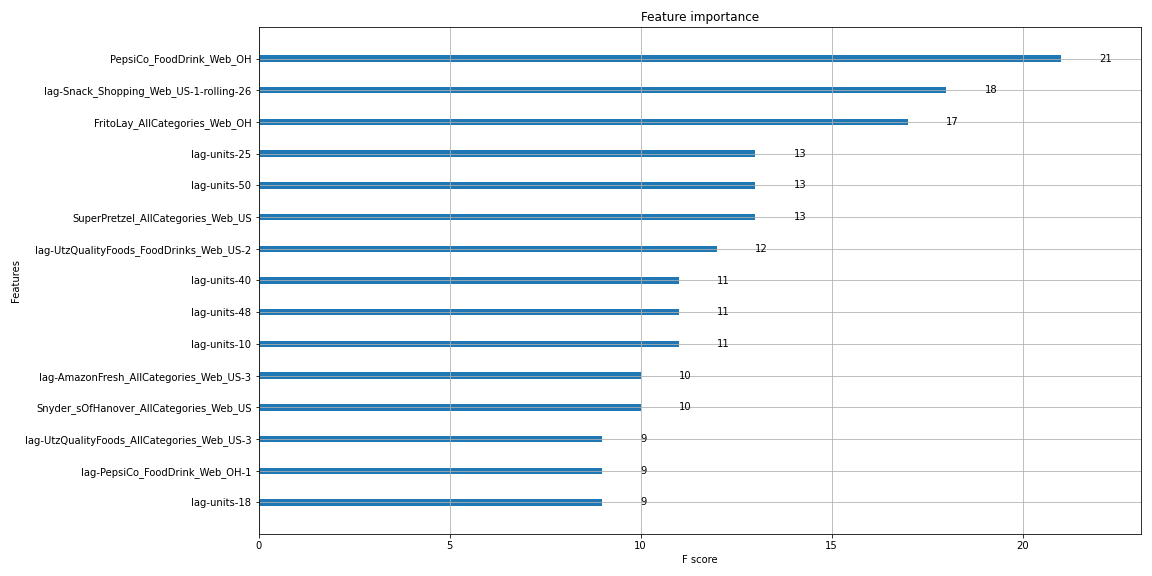 Feature importance
PepsiCo_FoodDrink_Web_OH 21
lag-Snack_Shopping_Web_US-1-rolling-26 18
FritoLay_AllCategories_Web_OH 17
lag-units-25 13
lag-units-50 13
SuperPretzel_AllCategories_Web_US 13
lag-UtzQualityFoods_FoodDrinks_Web_US-2 12
lag-units-40 11
lag-units-48 11
lag-units-10 11
lag-AmazonFresh_AllCategories_Web_US-3 10
Snyder_sOfHanover_AllCategories_Web_US 10
lag-UtzQualityFoods_AllCategories_Web_US-3 9
lag-PepsiCo_FoodDrink_Web_OH-1 9
lag-units-18 9
Features
0 5 10 15 20
F score